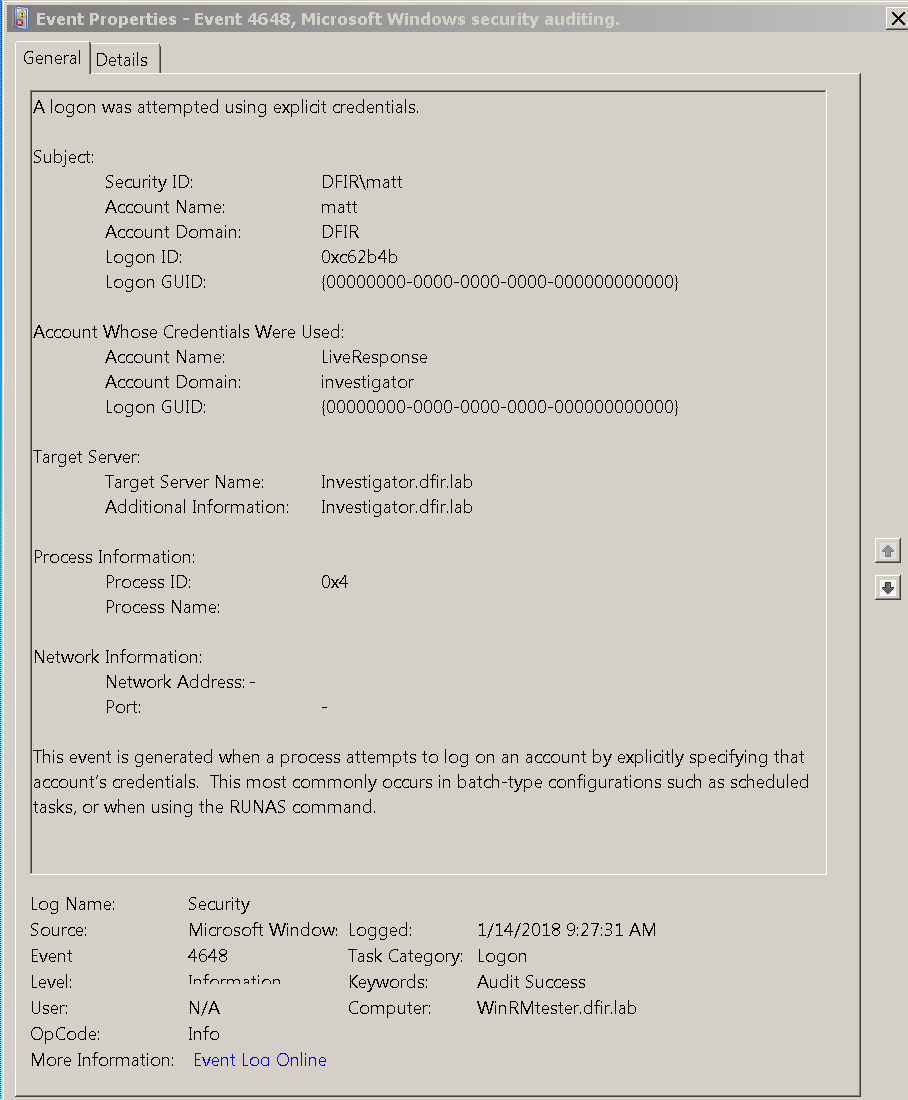 Event Properties - Event 4648, Microsoft Windows security auditing.
General Details
A logon was attempted using explicit credentials.
Subject:
Security ID: DFIR\matt
Account Name: matt
Account Domain: DFIR
Logon ID: 0xc62b4b
Logon GUID: {00000000-0000-0000-0000-000000000000}
Account Whose Credentials Were Used:
Account Name: LiveResponse
Account Domain: investigator
Logon GUID: {00000000-0000-0000-0000-000000000000}
Target Server:
Target Server Name: Investigator.dfir.lab
Additional Information: Investigator.dfir.lab
Process Information:
Process ID: 0x4
Process Name:
Network Information:
Network Address: -
Port: -
This event is generated when a process attempts to log on an account by explicitly specifying that
account's credentials. This most commonly occurs in batch-type configurations such as scheduled
tasks, or when using the RUNAS command.
Log Name: Security
Source: Microsoft Window: Logged: 1/14/2018 9:27:31 AM
Event 4648 Task Category: Logon
Level: Information Keywords: Audit Success
User: N/A Computer: WinRMtester.dfir.lab
OpCode: Info
More Information: Event Log Online